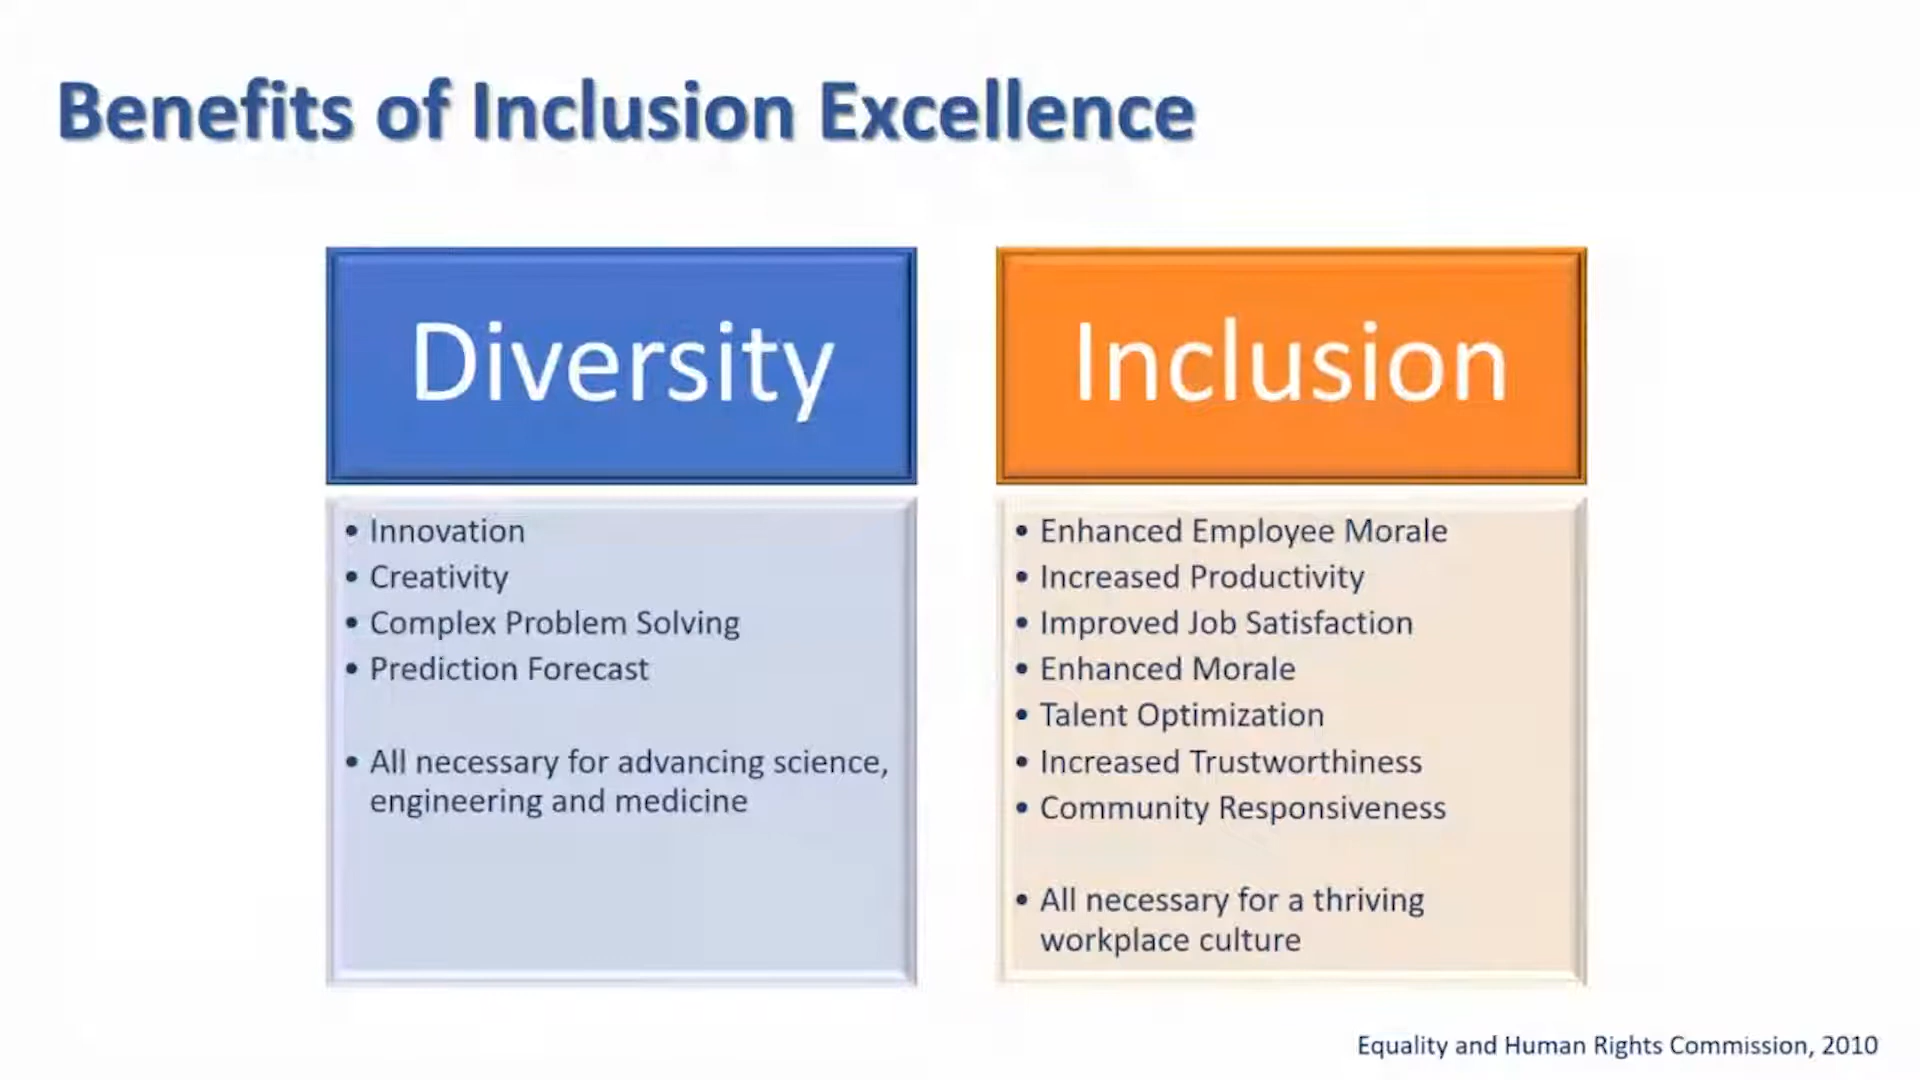 Benefits of Inclusion Excellence
Diversity
• Innovation
• Creativity
• Complex Problem Solving
• Prediction Forecast
• All necessary for advancing science,
engineering and medicine
Inclusion
• Enhanced Employee Morale
• Increased Productivity
• Improved Job Satisfaction
• Enhanced Morale
• Talent Optimization
• Increased Trustworthiness
• Community Responsiveness
• All necessary for a thriving
workplace culture
Equality and Human Rights Commission, 2010